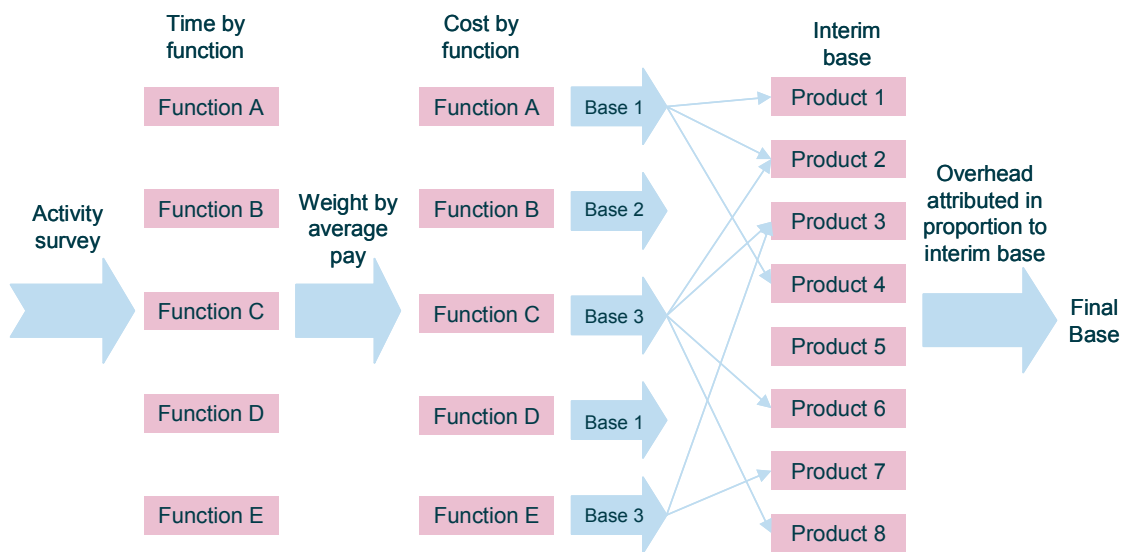 Time by
function
Cost by
function
Interim
base
Function A
Function A
Base 1
Product 1
Product 2
Activity
survey
Function B
Weight by
average
pay
Function B
Base 2
Product 3
Overhead
attributed in
proportion to
interim base
Function C
Function C
Base 3
Product 4
Product 5
Final
Base
Function D
Function D
Base 1
Product 6
Product 7
Function E
Function E
Base 3
Product 8